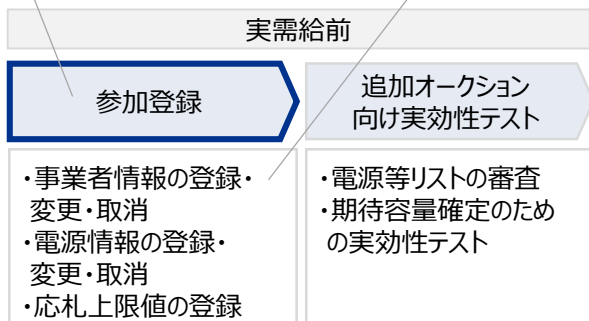 実需給前
参加登録
追加オークション
向け実効性テスト
・事業者情報の登録・
変更・取消
・電源情報の登録・
変更・取消
・応札上限値の登録
・電源等リストの審査
・期待容量確定のため
の実効性テスト